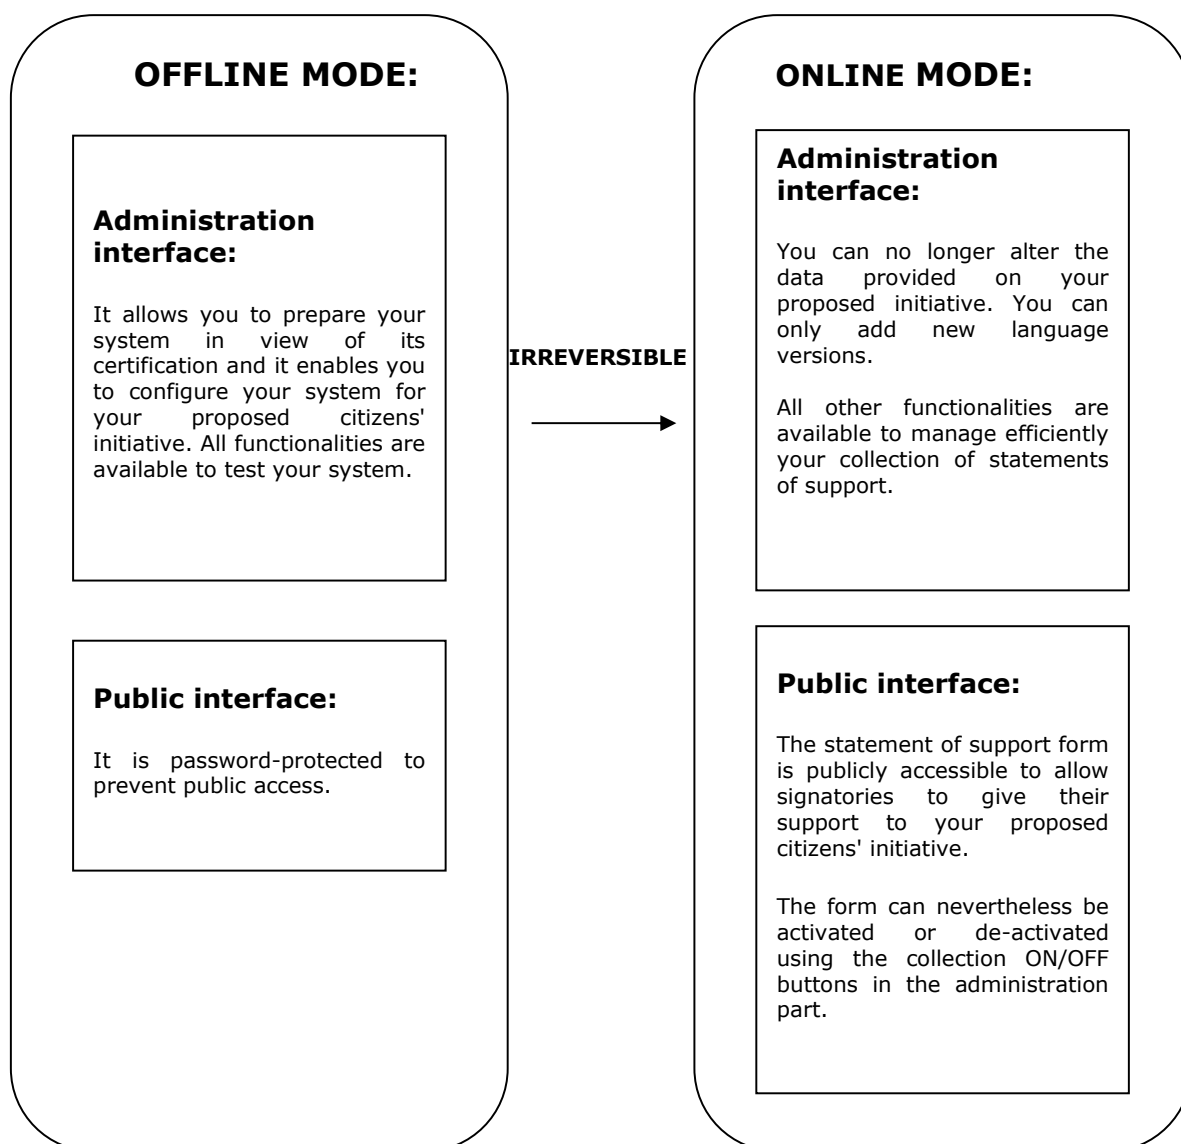 OFFLINE MODE:
Administration
interface:
It allows you to prepare your
system in view of its
certification and it enables you
to configure your system for
your proposed citizens'
initiative. All functionalities are
available to test your system.
Public interface:
It is password-protected to
prevent public access.
IRREVERSIBLE
ONLINE MODE:
Administration
interface:
You can no longer alter the
data provided on your
proposed initiative. You can
only add new language
versions.
All other functionalities are
available to manage efficiently
your collection of statements
of support.
Public interface:
The statement of support form
is publicly accessible to allow
signatories to give their
support to your proposed
citizens' initiative.
The form can nevertheless be
activated or de-activated
using the collection ON/OFF
buttons in the administration
part.